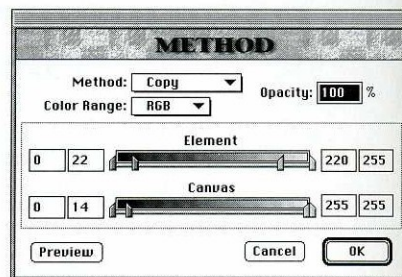 METHOD
Method: Copy
Opacity: 100 %
Color Range: RGB
Element
0 22 220 255
Canvas
0 14 255 255
Preview Cancel OK